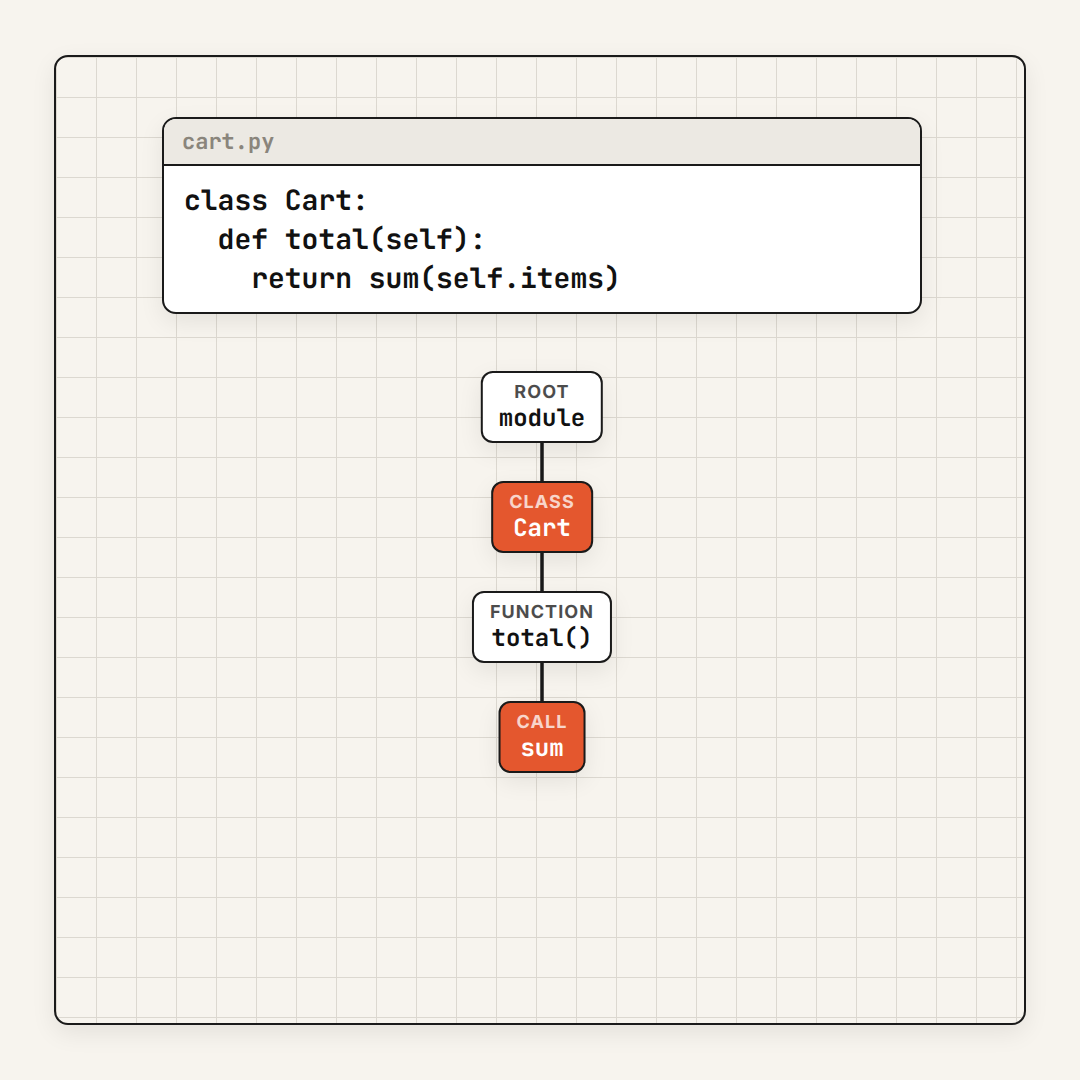 cart.py
class Cart:
  def total(self):
    return sum(self.items)
ROOT
module
CLASS
Cart
FUNCTION
total()
CALL
sum